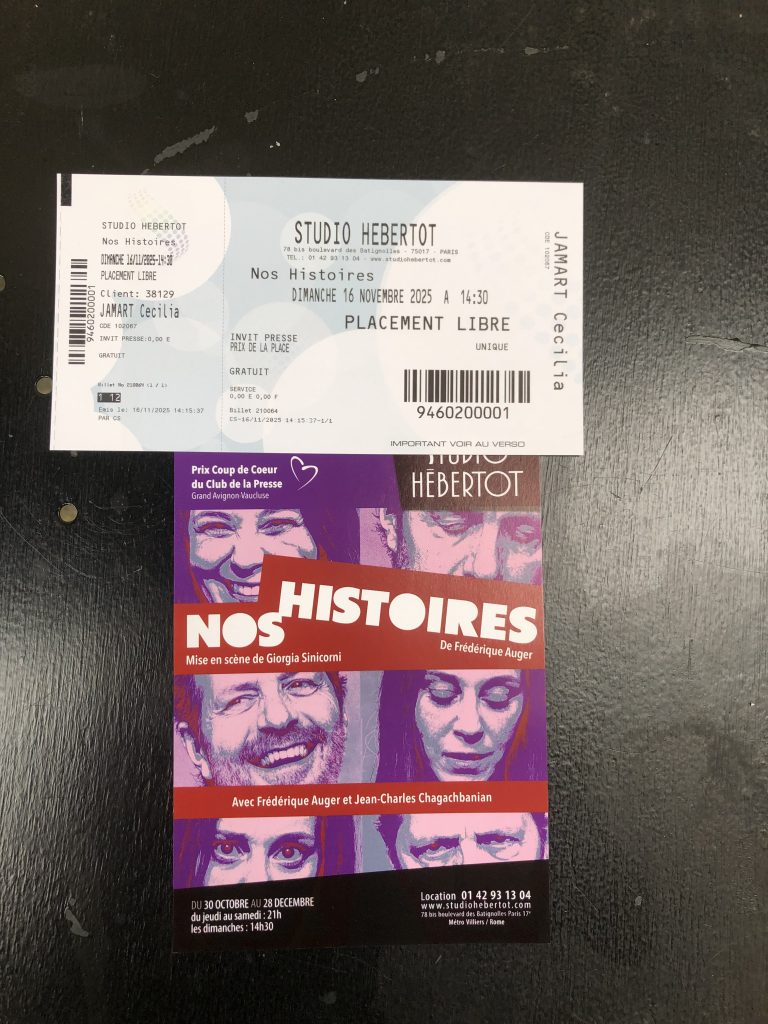 STUDIO HEBERTOT
Nos Histoires
DIMANCHE 16/11/2025-14:30
PLACEMENT LIBRE
Client: 38129
JAMART Cecilia
CDE 102067
INVIT PRESSE:0,00 E
GRATUIT
Billet No 210064 (1 / 1)
1 12
Emis le: 16/11/2025 14:15:37
PAR CS
9460200001
STUDIO HEBERTOT
78 bis boulevard des Batignolles - 75017 - PARIS
TEL.: 01 42 93 13 04 - www.studiohebertot.com
Nos Histoires
DIMANCHE 16 NOVEMBRE 2025 A 14:30
PLACEMENT LIBRE
INVIT PRESSE
PRIX DE LA PLACE
UNIQUE
GRATUIT
SERVICE
0,00 E 0,00 F
Billet 210064
CS-16/11/2025 14:15:37-1/1
9460200001
IMPORTANT VOIR AU VERSO
JAMART Cecilia
CDE 102067
Prix Coup de Coeur
du Club de la Presse
Grand Avignon-Vaucluse
STUDIO
HÉBERTOT
NOS HISTOIRES
De Frédérique Auger
Mise en scène de Giorgia Sinicorni
Avec Frédérique Auger et Jean-Charles Chagachbanian
DU 30 OCTOBRE AU 28 DECEMBRE
du jeudi au samedi : 21h
les dimanches : 14h30
Location 01 42 93 13 04
www.studiohebertot.com
78 bis boulevard des Batignolles Paris 17e
Métro Villiers / Rome